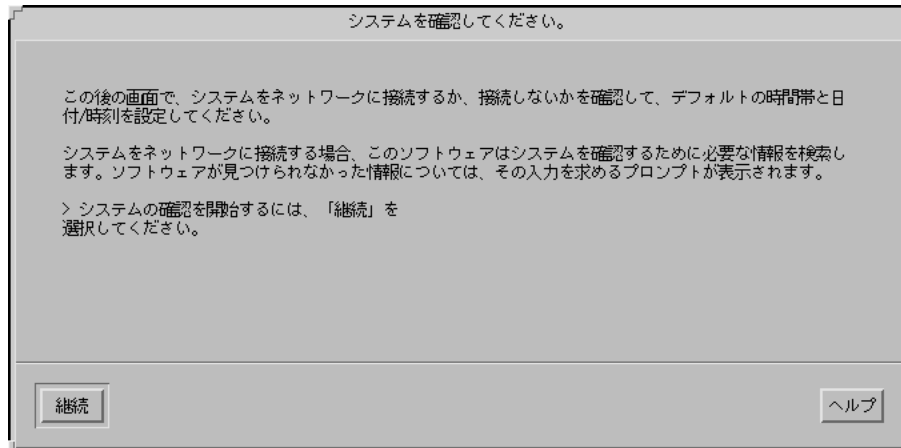 システムを確認してください。
この後の画面で、システムをネットワークに接続するか、接続しないかを確認して、デフォルトの時間帯と日
付/時刻を設定してください。
システムをネットワークに接続する場合、このソフトウェアはシステムを確認するために必要な情報を検索し
ます。ソフトウェアが見つけられなかった情報については、その入力を求めるプロンプトが表示されます。
> システムの確認を開始するには、「継続」を
選択してください。
継続
ヘルプ